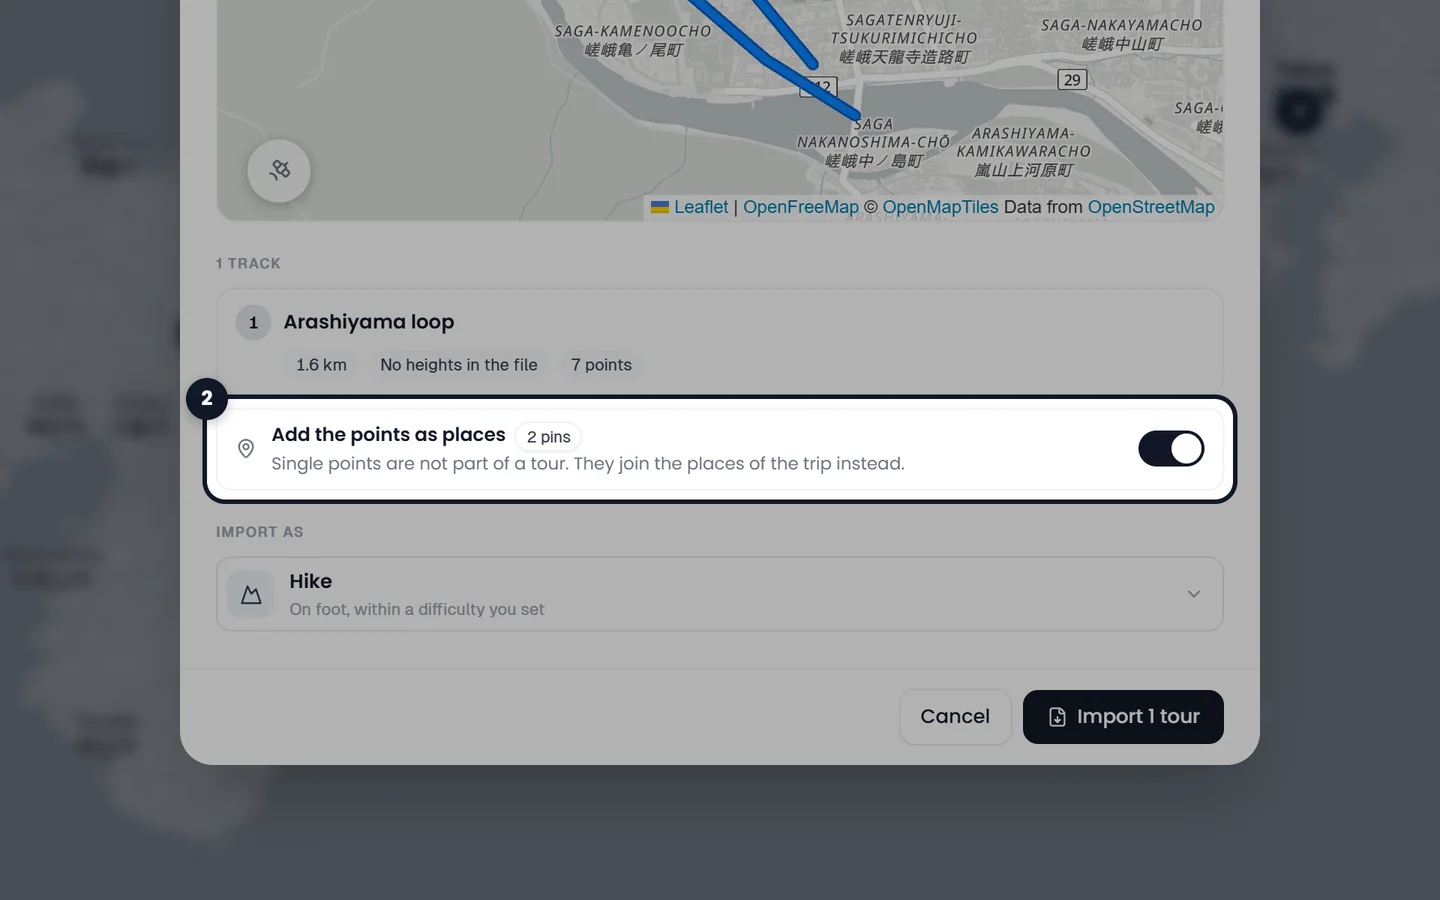 SAGA-KAMENOOCHO
嵯峨亀ノ尾町
SAGATENRYUJI-
TSUKURIMICHICHO
嵯峨天龍寺造路町
SAGA-NAKAYAMACHO
嵯峨中山町
29
12
SAGA
NAKANOSHIMA-CHŌ
嵯峨中ノ島町
ARASHIYAMA-
KAMIKAWARACHO
嵐山上河原町
Leaflet | OpenFreeMap © OpenMapTiles Data from OpenStreetMap
1 TRACK
1 Arashiyama loop
1.6 km No heights in the file 7 points
2
Add the points as places 2 pins
Single points are not part of a tour. They join the places of the trip instead.
IMPORT AS
Hike
On foot, within a difficulty you set
Cancel Import 1 tour